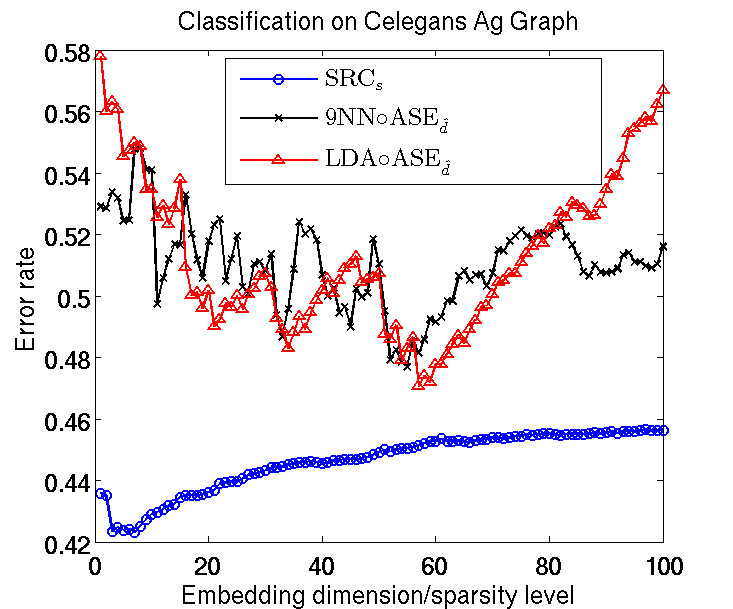 Classification on Celegans Ag Graph
SRCₛ
9NN○ASE_d̂
LDA○ASE_d̂
Error rate
0.58
0.56
0.54
0.52
0.5
0.48
0.46
0.44
0.42
0 20 40 60 80 100
Embedding dimension/sparsity level